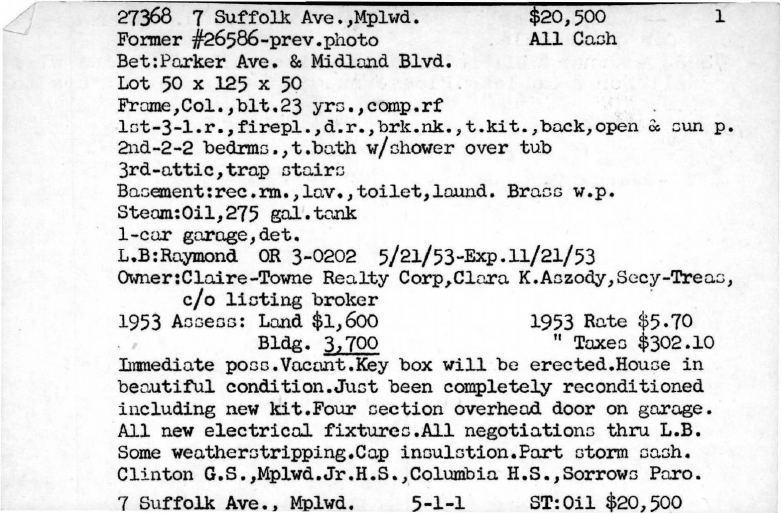 27368 7 Suffolk Ave.,Mplwd. $20,500 1
Former #26586-prev.photo All Cash
Bet:Parker Ave. & Midland Blvd.
Lot 50 x 125 x 50
Frame,Col.,blt.23 yrs.,comp.rf
1st-3-l.r.,firepl.,d.r.,brk.nk.,t.kit.,back,open & sun p.
2nd-2-2 bedrms.,t.bath w/shower over tub
3rd-attic,trap stairs
Basement:rec.rm.,lav.,toilet,laund. Brass w.p.
Steam:Oil,275 gal.tank
1-car garage,det.
L.B:Raymond OR 3-0202 5/21/53-Exp.11/21/53
Owner:Claire-Towne Realty Corp,Clara K.Aszody,Secy-Treas,
c/o listing broker
1953 Assess: Land $1,600 1953 Rate $5.70
Bldg. 3,700 " Taxes $302.10
Immediate poss.Vacant.Key box will be erected.House in
beautiful condition.Just been completely reconditioned
including new kit.Four section overhead door on garage.
All new electrical fixtures.All negotiations thru L.B.
Some weatherstripping.Cap insulstion.Part storm sash.
Clinton G.S.,Mplwd.Jr.H.S.,Columbia H.S.,Sorrows Paro.
7 Suffolk Ave., Mplwd. 5-1-1 ST:Oil $20,500